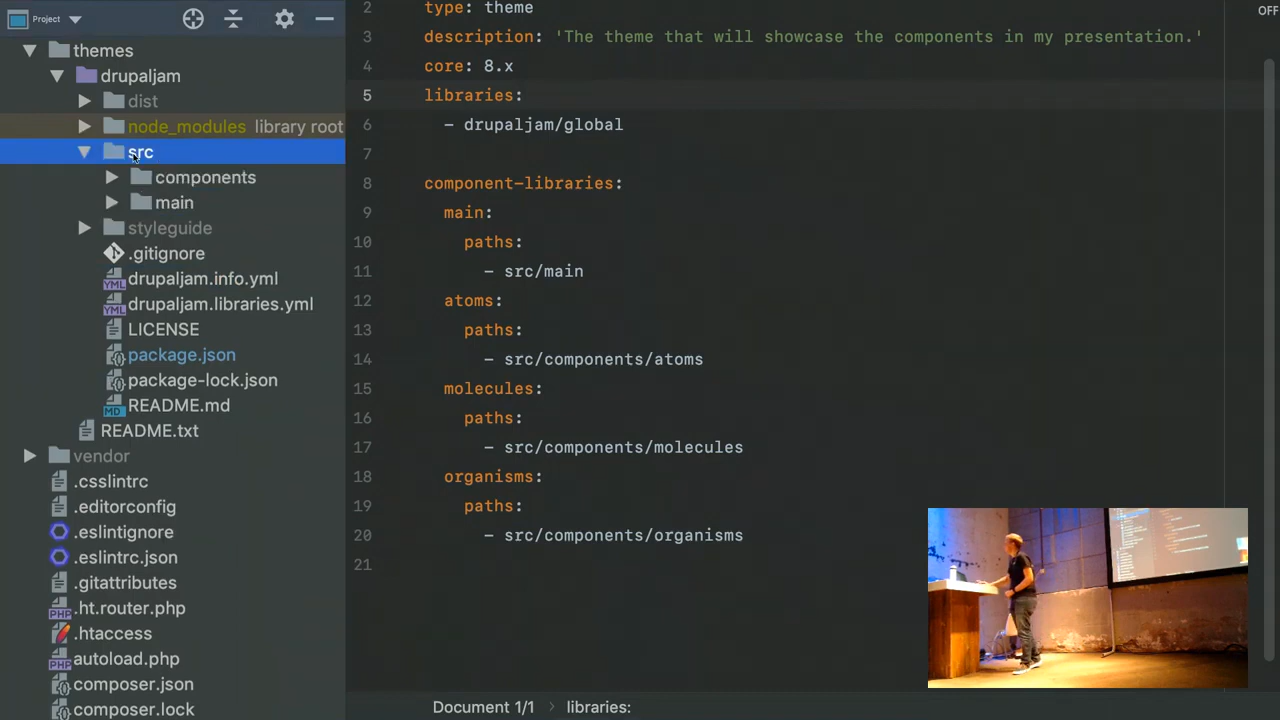 Project
themes
drupaljam
dist
node_modules library root
src
components
main
styleguide
.gitignore
drupaljam.info.yml
drupaljam.libraries.yml
LICENSE
package.json
package-lock.json
README.md
README.txt
vendor
.csslintrc
.editorconfig
.eslintignore
.eslintrc.json
.gitattributes
.ht.router.php
.htaccess
autoload.php
composer.json
composer.lock
OFF
2 type: theme
3 description: 'The theme that will showcase the components in my presentation.'
4 core: 8.x
5 libraries:
6 - drupaljam/global
7
8 component-libraries:
9 main:
10 paths:
11 - src/main
12 atoms:
13 paths:
14 - src/components/atoms
15 molecules:
16 paths:
17 - src/components/molecules
18 organisms:
19 paths:
20 - src/components/organisms
21
Document 1/1 › libraries: